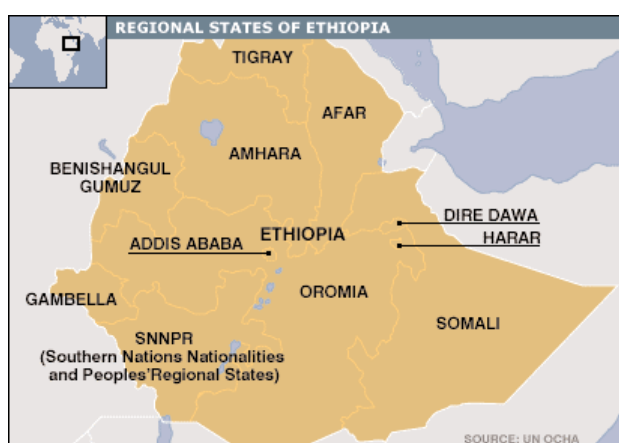 REGIONAL STATES OF ETHIOPIA
TIGRAY
AFAR
AMHARA
BENISHANGUL
GUMUZ
DIRE DAWA
ETHIOPIA
HARAR
ADDIS ABABA
GAMBELLA
OROMIA
SOMALI
SNNPR
(Southern Nations Nationalities
and Peoples'Regional States)
SOURCE: UN OCHA